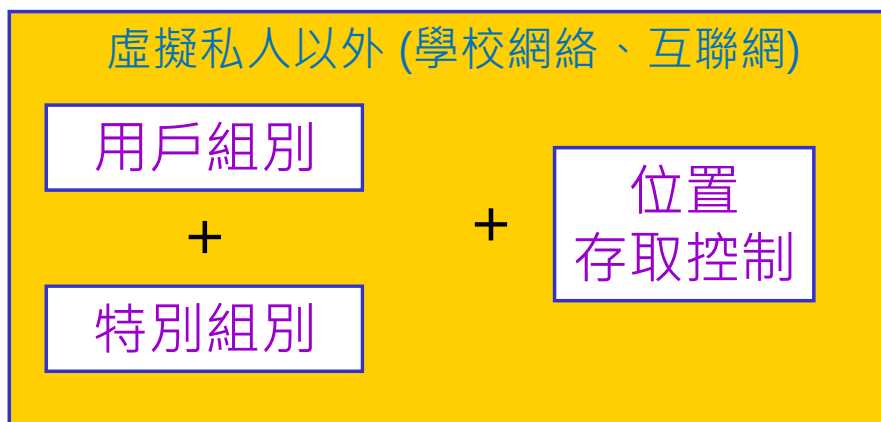 虛擬私人以外 (學校網絡、互聯網)
用戶組別
+
特別組別
+
位置
存取控制